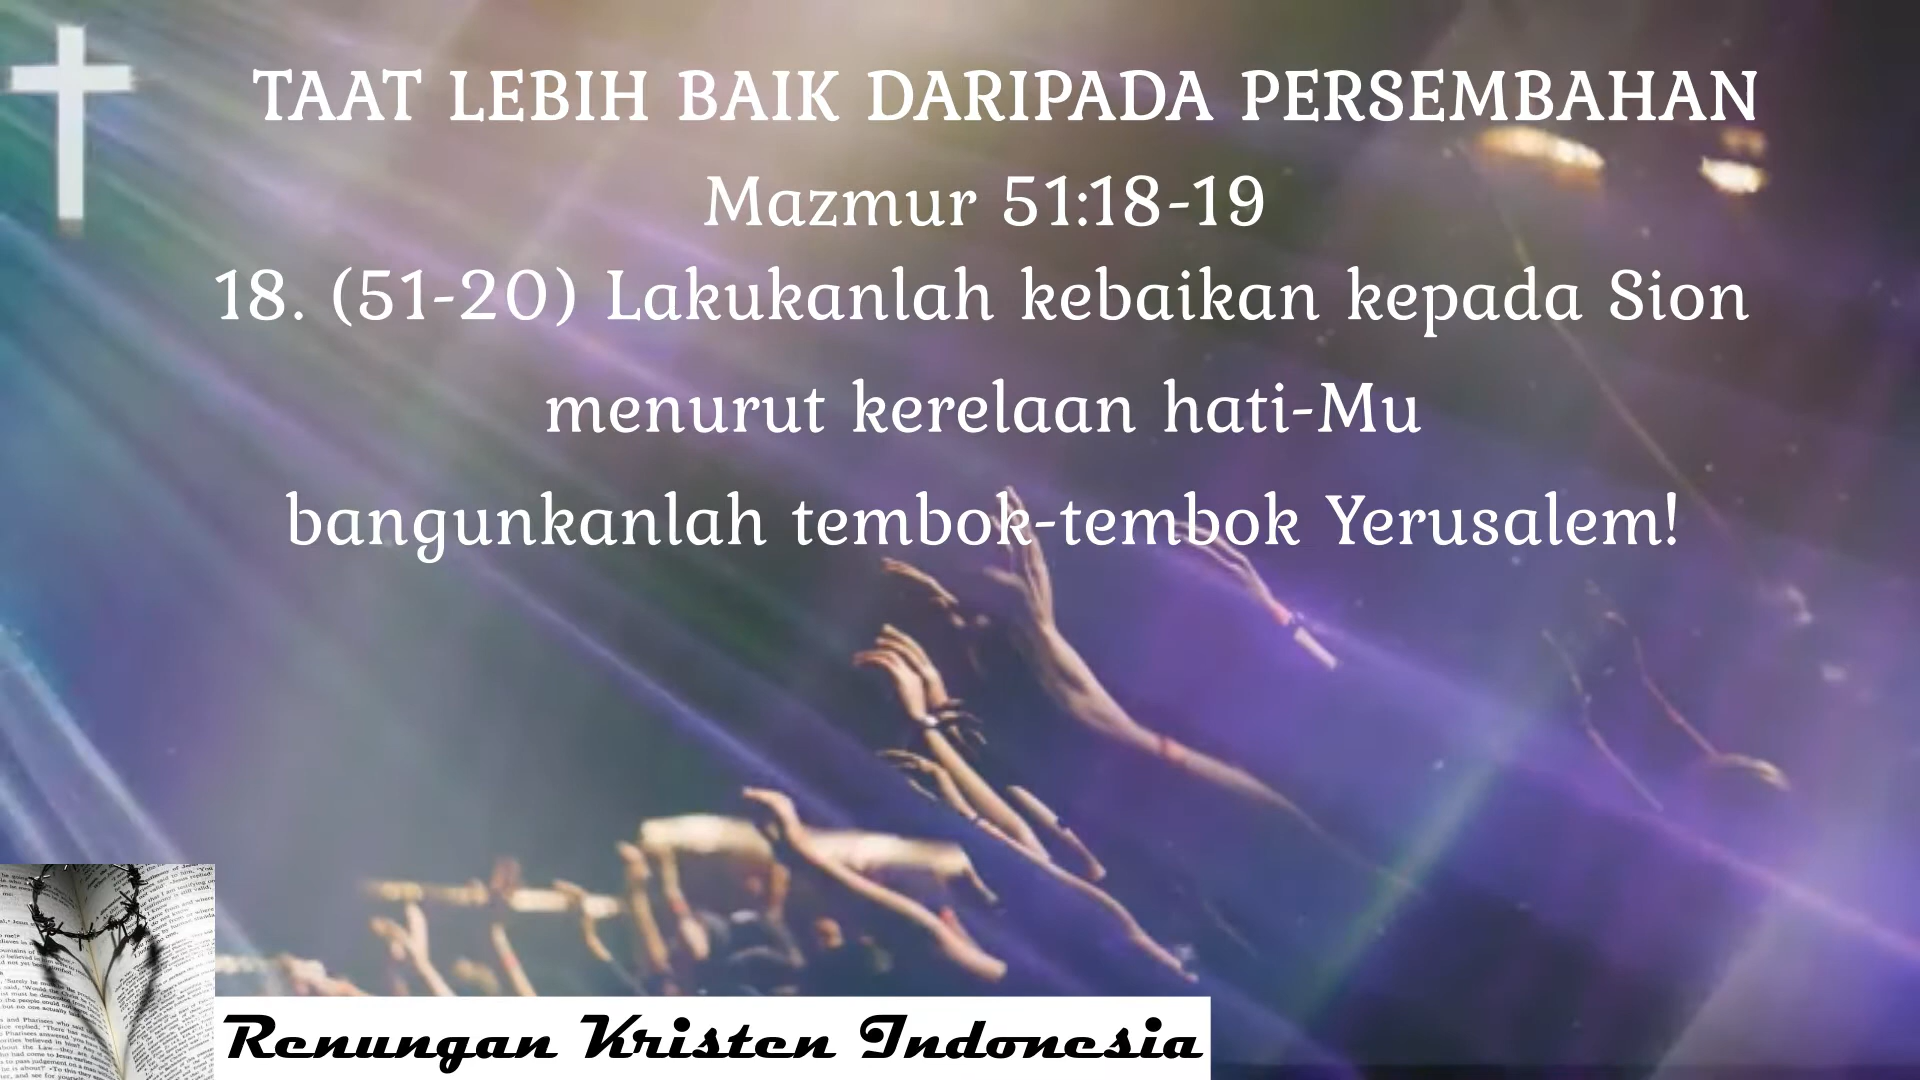 TAAT LEBIH BAIK DARIPADA PERSEMBAHAN
Mazmur 51:18-19
18. (51-20) Lakukanlah kebaikan kepada Sion
menurut kerelaan hati-Mu
bangunkanlah tembok-tembok Yerusalem!
Renungan Kristen Indonesia